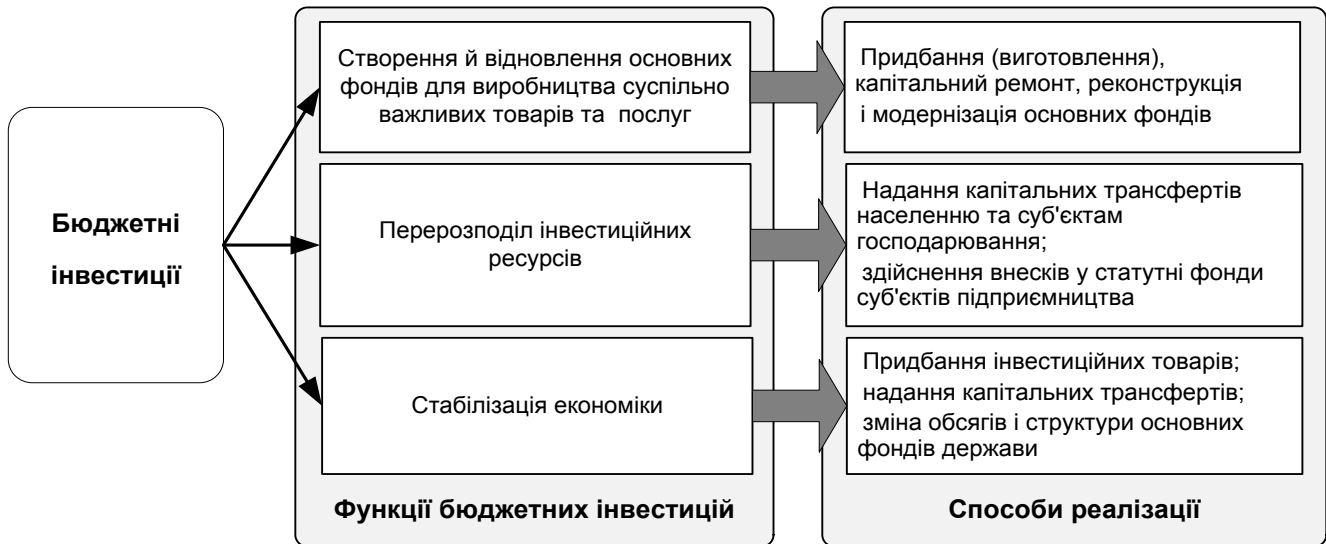 Бюджетні
інвестиції
Створення й відновлення основних
фондів для виробництва суспільно
важливих товарів та послуг
Перерозподіл інвестиційних
ресурсів
Стабілізація економіки
Функції бюджетних інвестицій
Придбання (виготовлення),
капітальний ремонт, реконструкція
і модернізація основних фондів
Надання капітальних трансфертів
населенню та суб'єктам
господарювання;
здійснення внесків у статутні фонди
суб'єктів підприємництва
Придбання інвестиційних товарів;
надання капітальних трансфертів;
зміна обсягів і структури основних
фондів держави
Способи реалізації